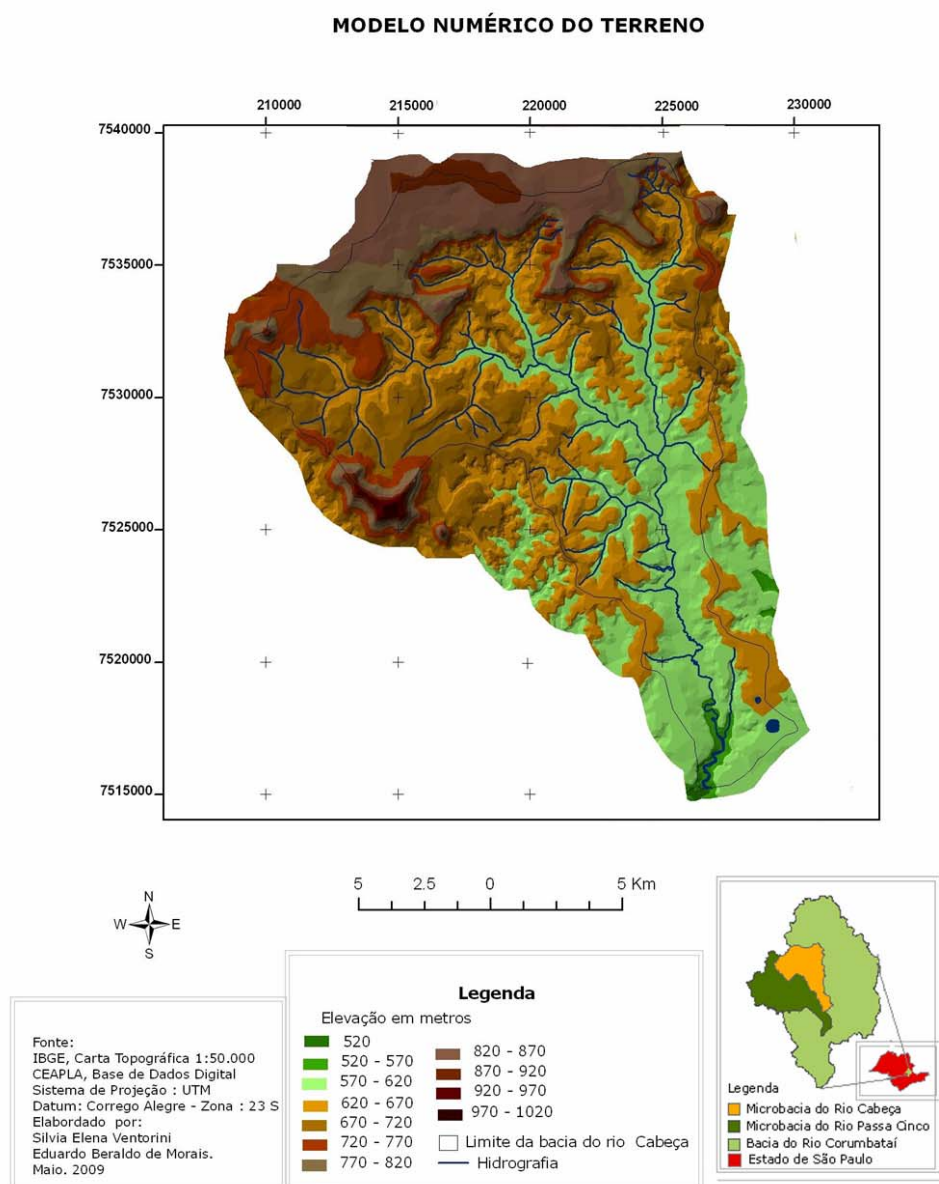 MODELO NUMÉRICO DO TERRENO
210000 215000 220000 225000 230000
7540000
7535000
7530000
7525000
7520000
7515000
N
W E
S
5 2.5 0 5 Km
Fonte:
IBGE, Carta Topográfica 1:50.000
CEAPLA, Base de Dados Digital
Sistema de Projeção : UTM
Datum: Corrego Alegre - Zona : 23 S
Elaborado por:
Silvia Elena Ventorini
Eduardo Beraldo de Morais.
Maio. 2009
Legenda
Elevação em metros
520
520 - 570
570 - 620
620 - 670
670 - 720
720 - 770
770 - 820
820 - 870
870 - 920
920 - 970
970 - 1020
Limite da bacia do rio Cabeça
Hidrografia
Legenda
Microbacia do Rio Cabeça
Microbacia do Rio Passa Cinco
Bacia do Rio Corumbataí
Estado de São Paulo